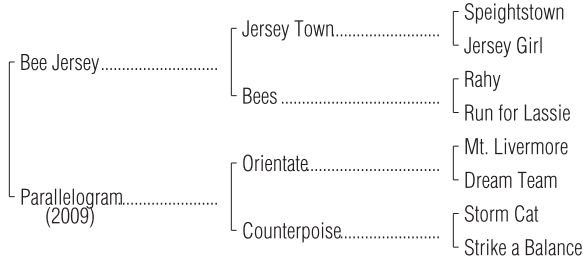 Speightstown
Jersey Town
Jersey Girl
Bee Jersey
Rahy
Bees
Run for Lassie
Mt. Livermore
Orientate
Dream Team
Parallelogram
(2009)
Storm Cat
Counterpoise
Strike a Balance